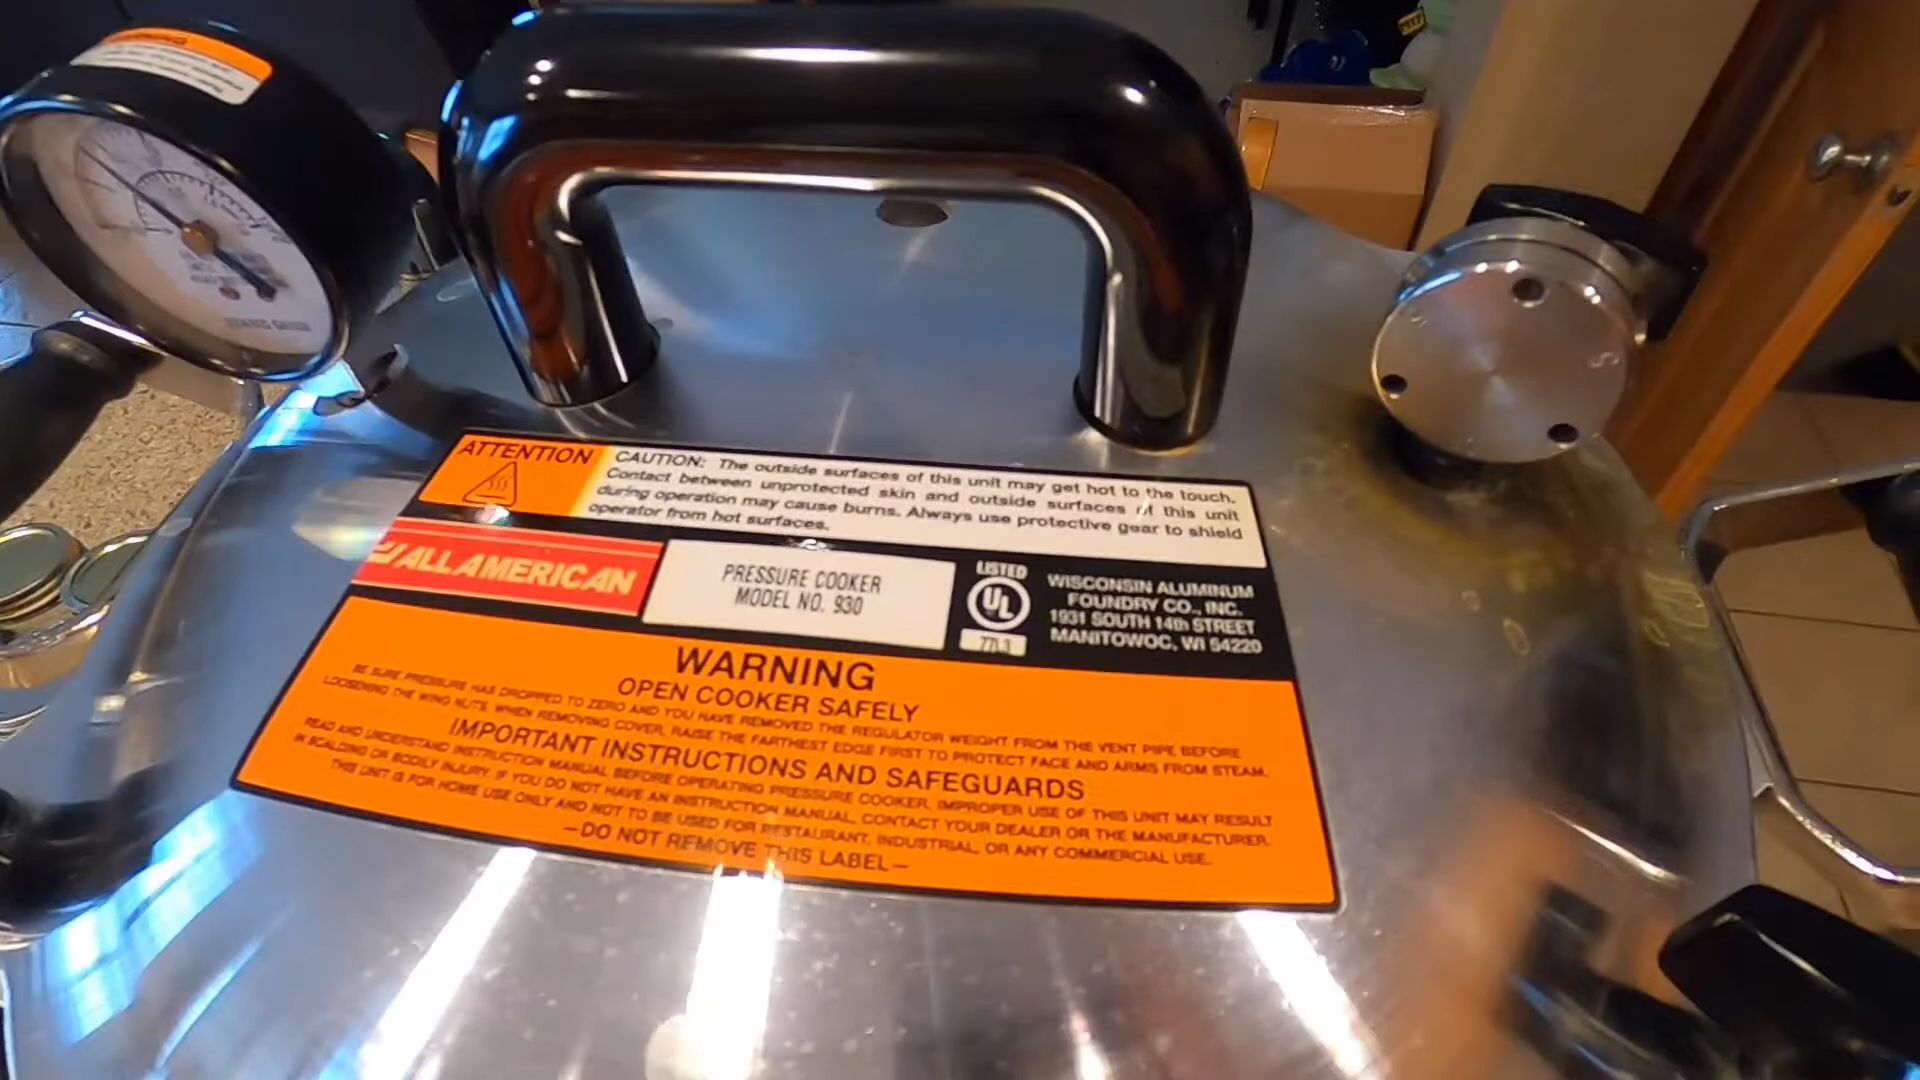 ATTENTION
CAUTION: The outside surfaces of this unit may get hot to the touch.
Contact between unprotected skin and outside surfaces of this unit
during operation may cause burns. Always use protective gear to shield
operator from hot surfaces.
ALL AMERICAN
PRESSURE COOKER
MODEL NO. 930
LISTED
UL
77L3
WISCONSIN ALUMINUM
FOUNDRY CO., INC.
1931 SOUTH 14th STREET
MANITOWOC, WI 54220
WARNING
OPEN COOKER SAFELY
BE SURE PRESSURE HAS DROPPED TO ZERO AND YOU HAVE REMOVED THE REGULATOR WEIGHT FROM THE VENT PIPE BEFORE
LOOSENING THE WING NUTS. WHEN REMOVING COVER, RAISE THE FARTHEST EDGE FIRST TO PROTECT FACE AND ARMS FROM STEAM.
IMPORTANT INSTRUCTIONS AND SAFEGUARDS
READ AND UNDERSTAND INSTRUCTION MANUAL BEFORE OPERATING PRESSURE COOKER. IMPROPER USE OF THIS UNIT MAY RESULT
IN SCALDING OR BODILY INJURY. IF YOU DO NOT HAVE AN INSTRUCTION MANUAL, CONTACT YOUR DEALER OR THE MANUFACTURER.
THIS UNIT IS FOR HOME USE ONLY AND NOT TO BE USED FOR RESTAURANT, INDUSTRIAL, OR ANY COMMERCIAL USE.
—DO NOT REMOVE THIS LABEL—